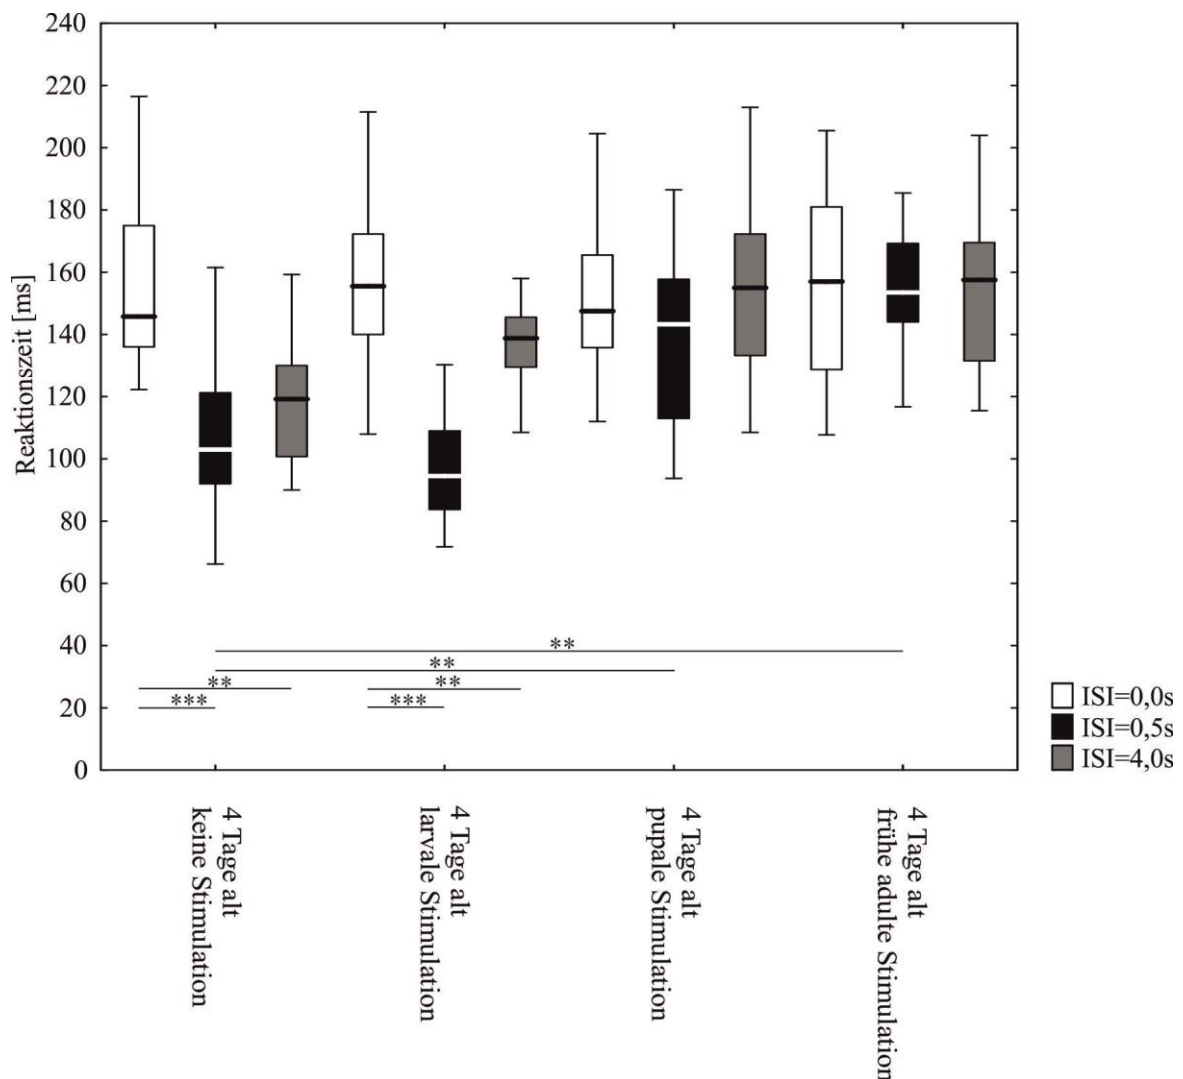 240
220
200
180
160
140
120
100
80
60
40
20
0
Reaktionszeit [ms]
**
**
**
***
**
***
ISI=0,0s
ISI=0,5s
ISI=4,0s
4 Tage alt
keine Stimulation
4 Tage alt
larvale Stimulation
4 Tage alt
pupale Stimulation
4 Tage alt
frühe adulte Stimulation